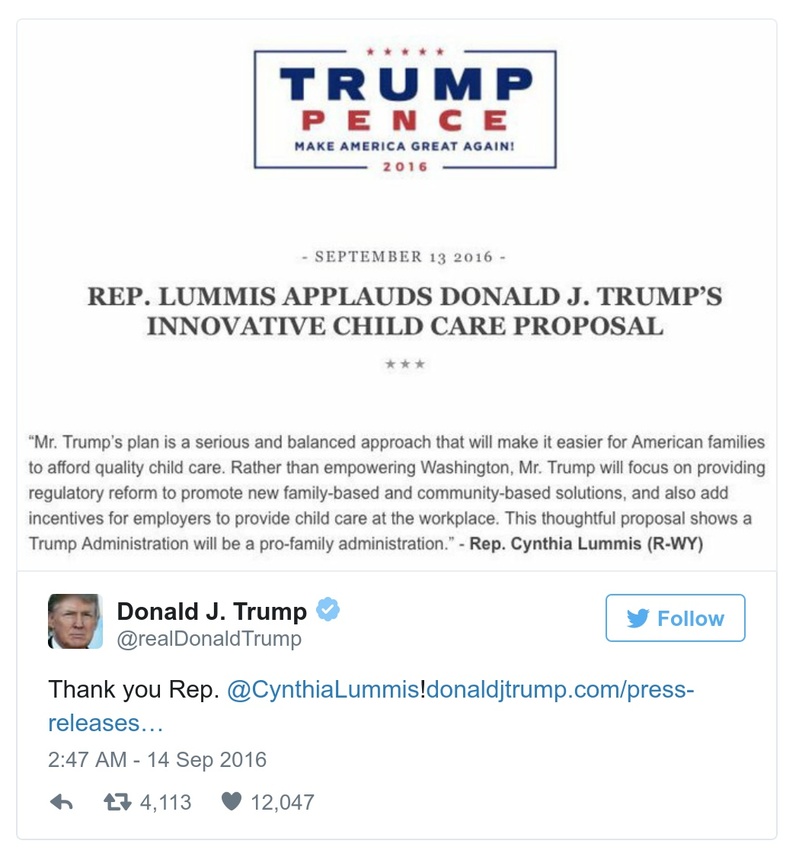 TRUMP
PENCE
MAKE AMERICA GREAT AGAIN!
2016
- SEPTEMBER 13 2016 -
REP. LUMMIS APPLAUDS DONALD J. TRUMP’S
INNOVATIVE CHILD CARE PROPOSAL
“Mr. Trump’s plan is a serious and balanced approach that will make it easier for American families
to afford quality child care. Rather than empowering Washington, Mr. Trump will focus on providing
regulatory reform to promote new family-based and community-based solutions, and also add
incentives for employers to provide child care at the workplace. This thoughtful proposal shows a
Trump Administration will be a pro-family administration.” - Rep. Cynthia Lummis (R-WY)
Donald J. Trump
@realDonaldTrump
Follow
Thank you Rep. @CynthiaLummis!donaldjtrump.com/press-
releases…
2:47 AM - 14 Sep 2016
4,113 12,047